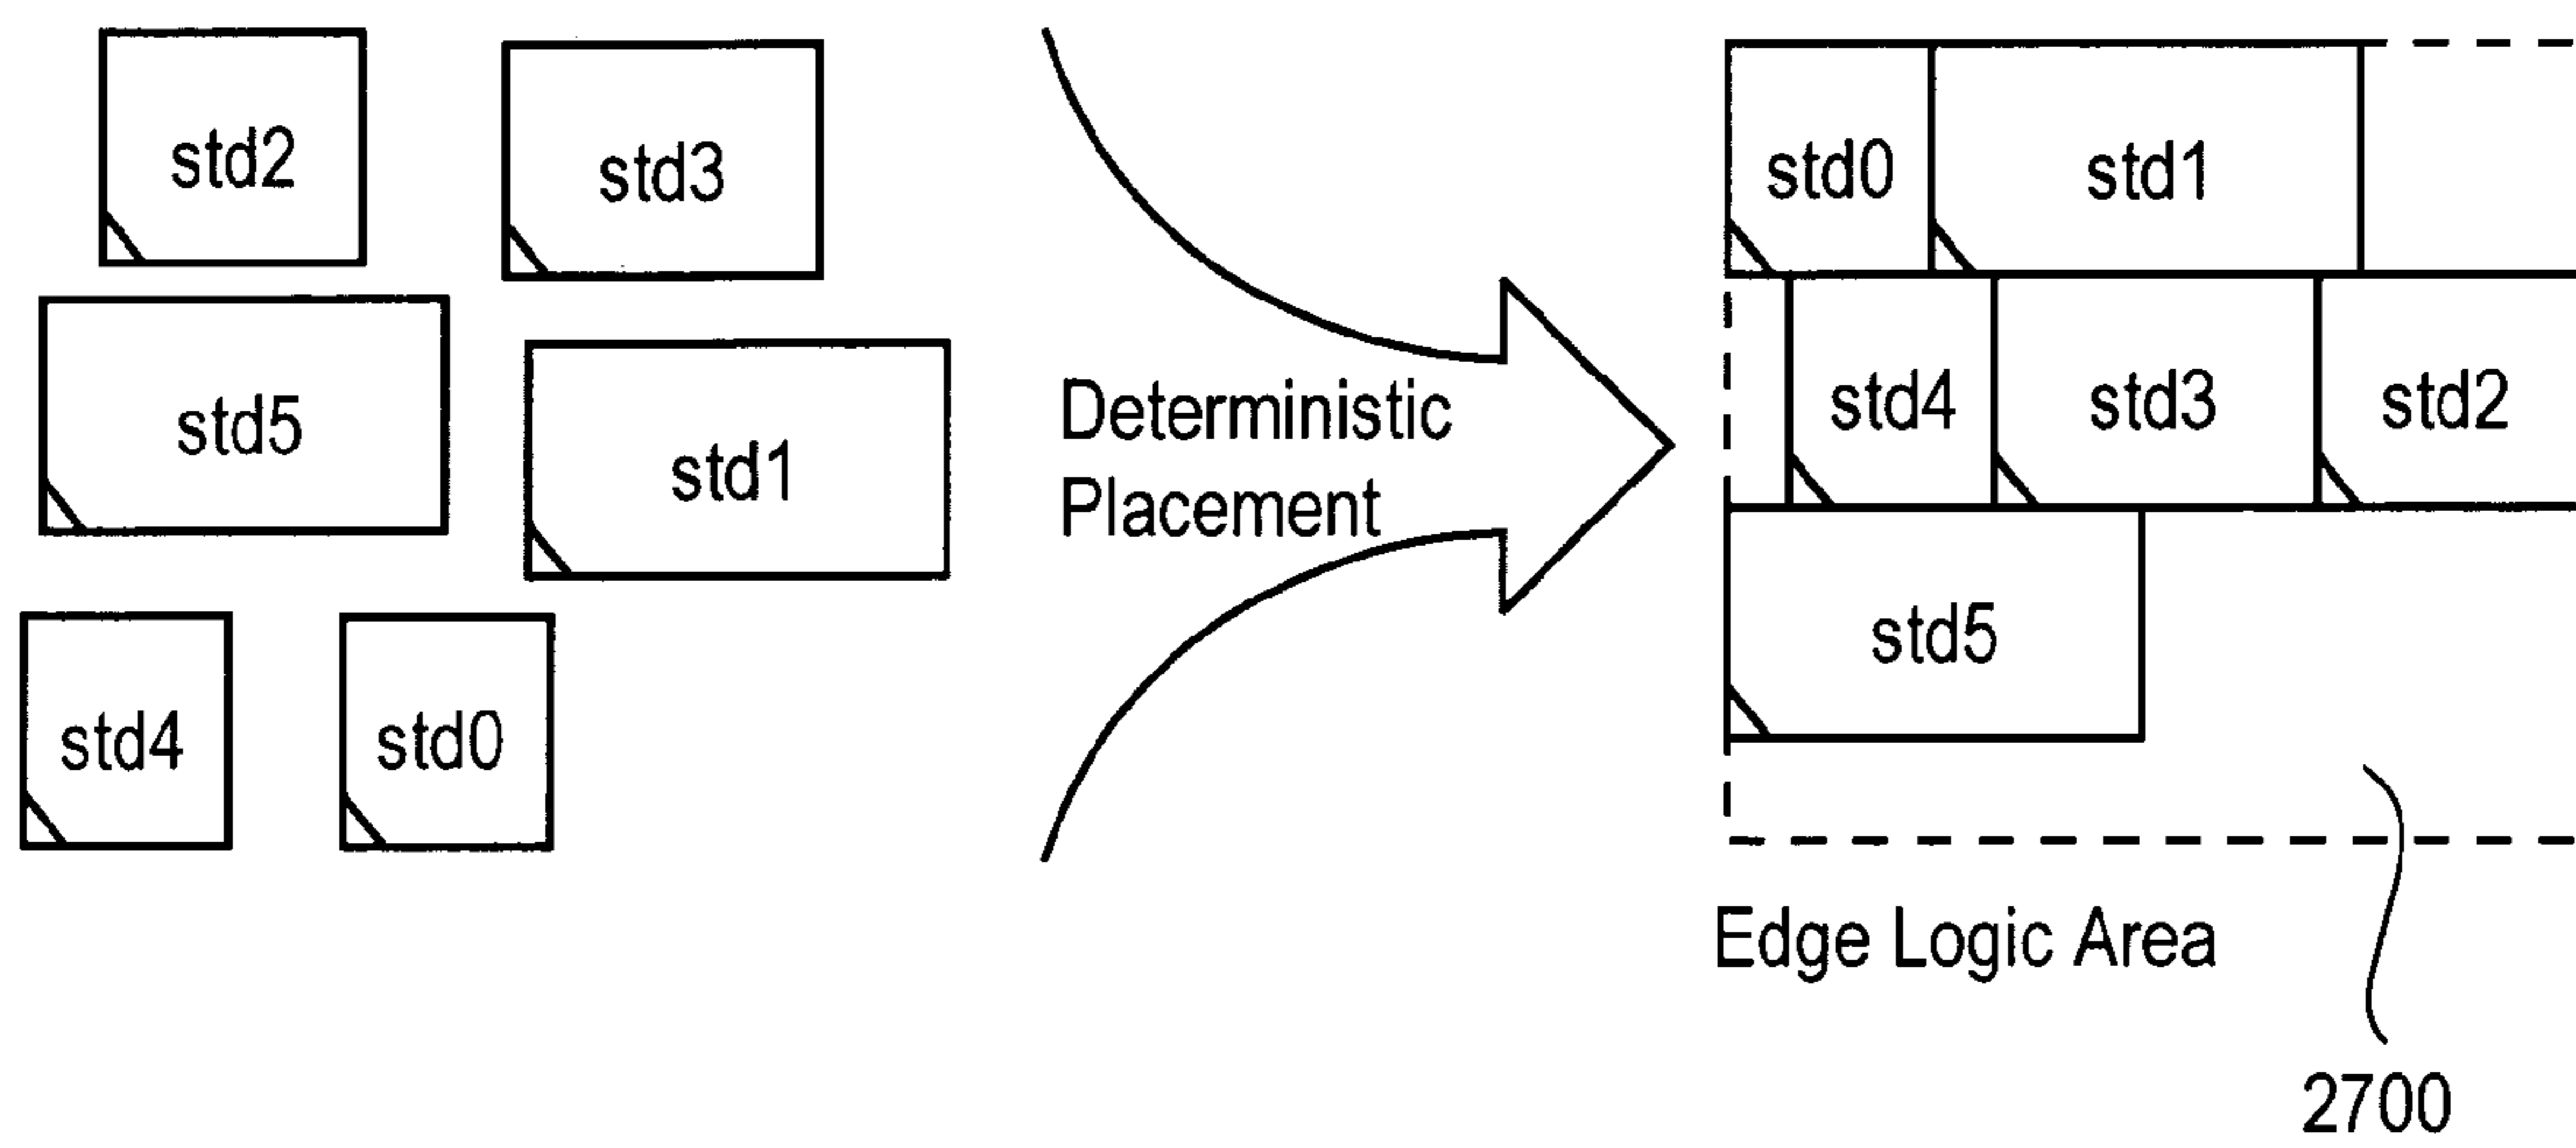 std2
std3
std5
std1
std4
std0
Deterministic
Placement
std0
std1
std4
std3
std2
std5
Edge Logic Area
2700